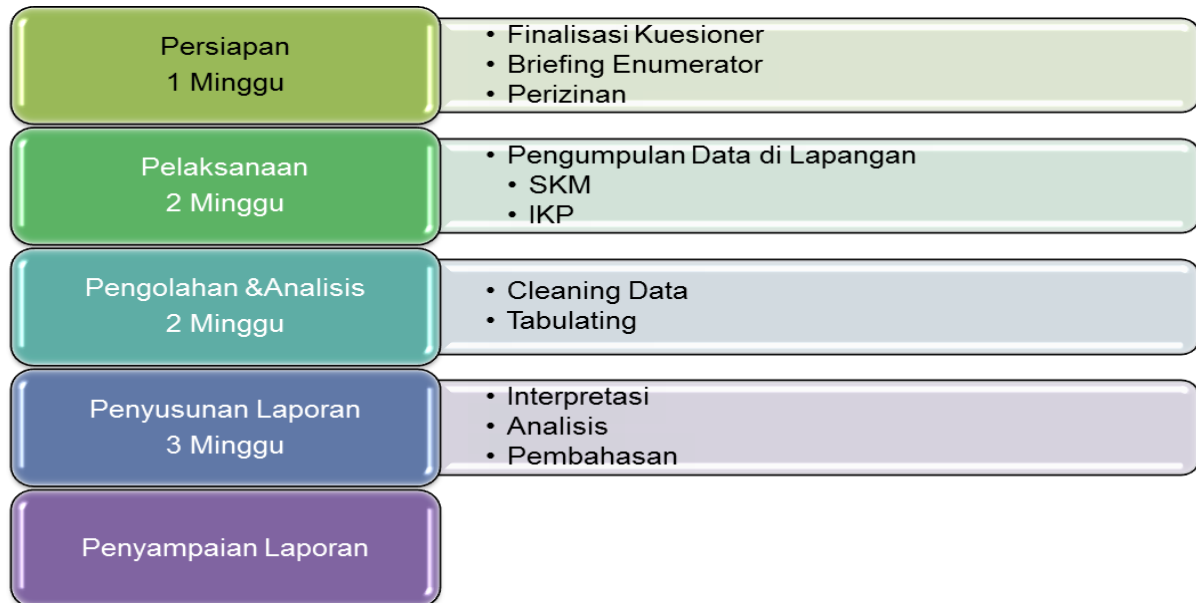 Persiapan
1 Minggu
• Finalisasi Kuesioner
• Briefing Enumerator
• Perizinan
Pelaksanaan
2 Minggu
• Pengumpulan Data di Lapangan
• SKM
• IKP
Pengolahan &Analisis
2 Minggu
• Cleaning Data
• Tabulating
Penyusunan Laporan
3 Minggu
• Interpretasi
• Analisis
• Pembahasan
Penyampaian Laporan